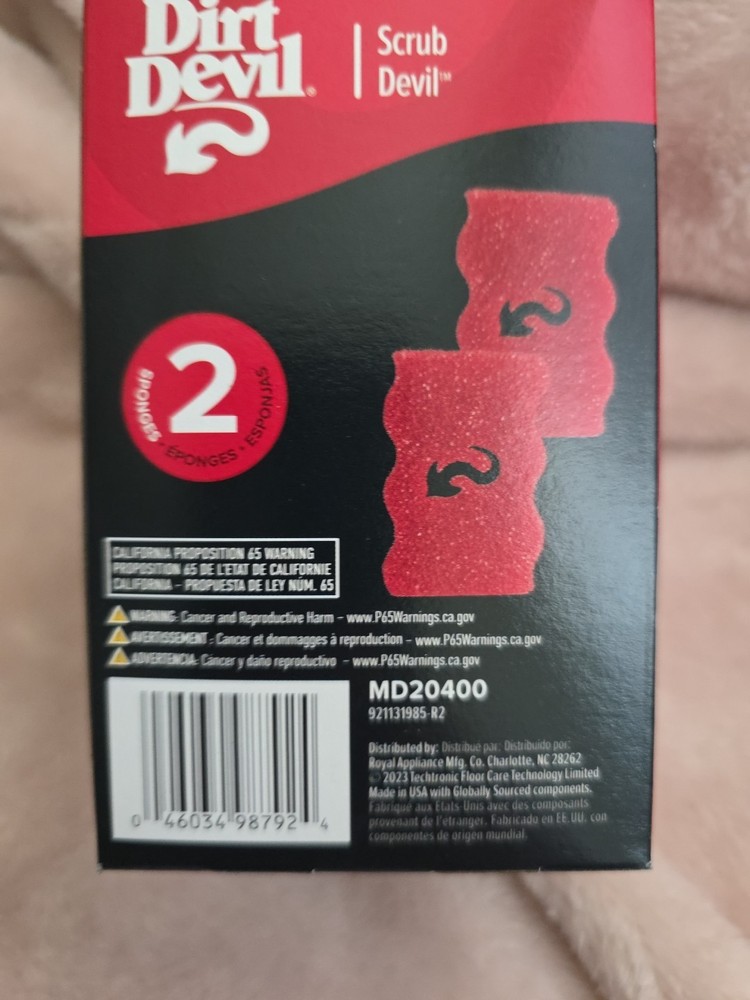 Dirt
Devil®
Scrub
Devil™
2
SPONGES • ÉPONGES • ESPONJAS
CALIFORNIA PROPOSITION 65 WARNING
PROPOSITION 65 DE L'ETAT DE CALIFORNIE
CALIFORNIA - PROPUESTA DE LEY NÚM. 65
WARNING: Cancer and Reproductive Harm – www.P65Warnings.ca.gov
AVERTISSEMENT : Cancer et dommages à reproduction – www.P65Warnings.ca.gov
ADVERTENCIA: Cáncer y daño reproductivo – www.P65Warnings.ca.gov
MD20400
921131985-R2
Distributed by: Distribué par: Distribuido por:
Royal Appliance Mfg. Co. Charlotte, NC 28262
© 2023 Techtronic Floor Care Technology Limited
Made in USA with Globally Sourced components.
Fabriqué aux États-Unis avec des composants
provenant de l'étranger. Fabricado en EE.UU. con
componentes de origen mundial.
0 46034 98792 4